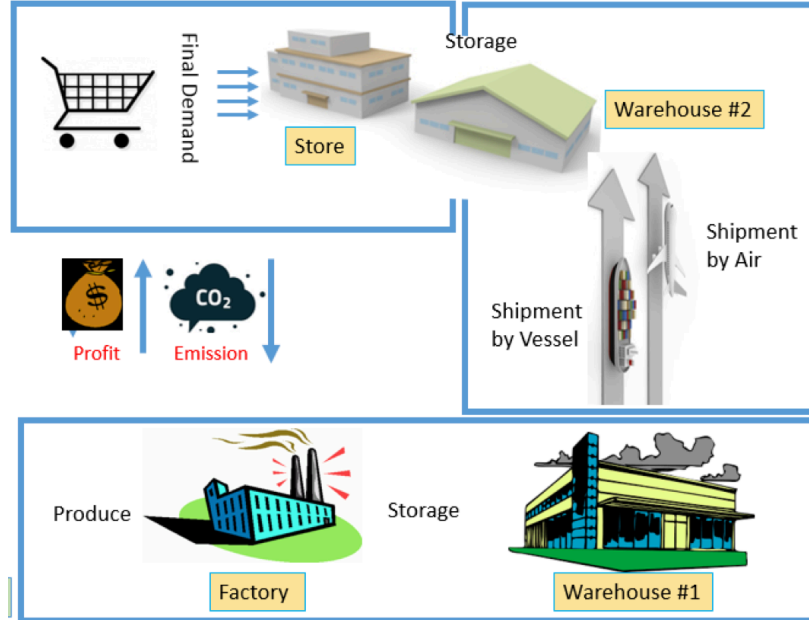 Final Demand
Storage
Store
Warehouse #2
Shipment
by Air
Shipment
by Vessel
$
CO₂
Profit
Emission
Produce
Storage
Factory
Warehouse #1